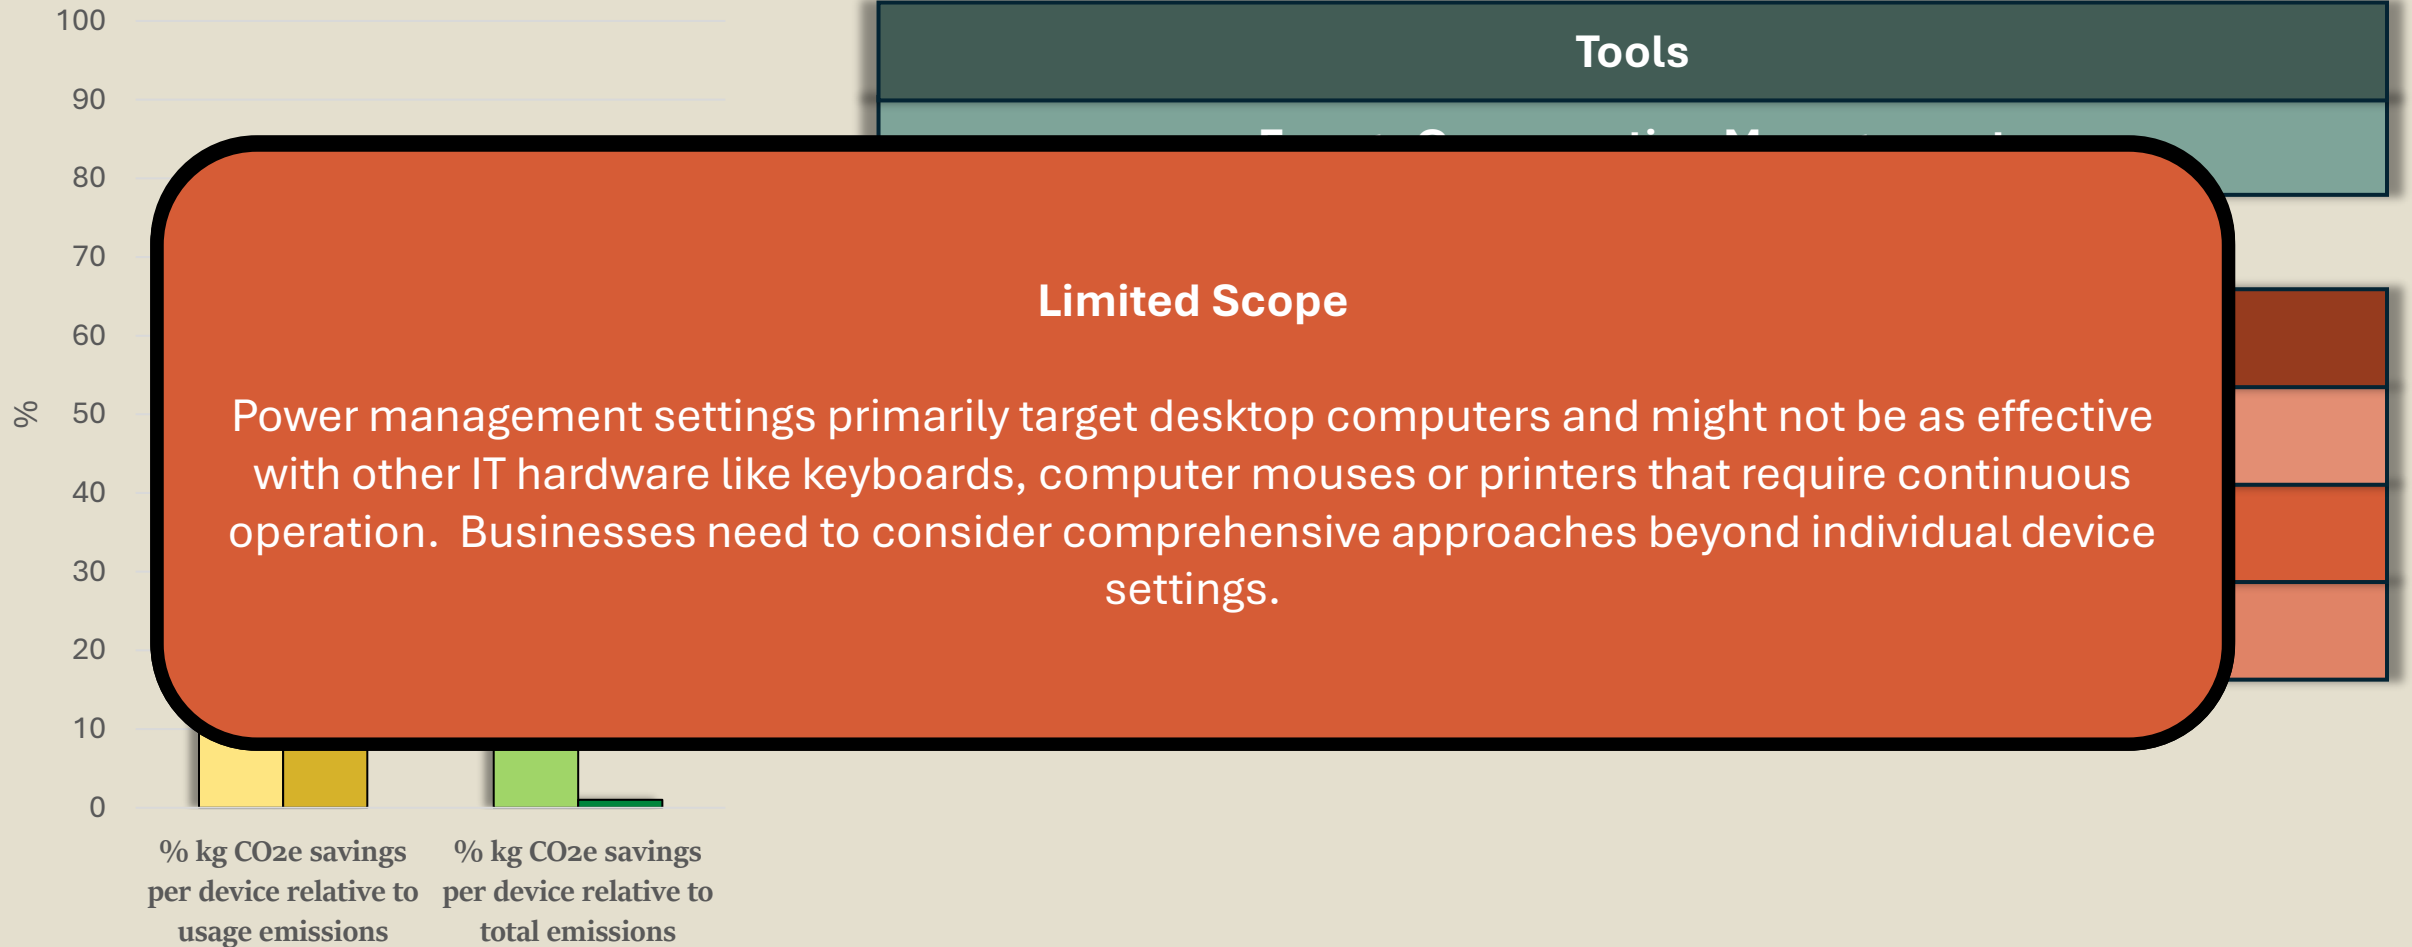 100
90
80
70
60
50
40
30
20
10
0
%
% kg CO2e savings
per device relative to
usage emissions
% kg CO2e savings
per device relative to
total emissions
Tools
Limited Scope
Power management settings primarily target desktop computers and might not be as effective
with other IT hardware like keyboards, computer mouses or printers that require continuous
operation.  Businesses need to consider comprehensive approaches beyond individual device
settings.